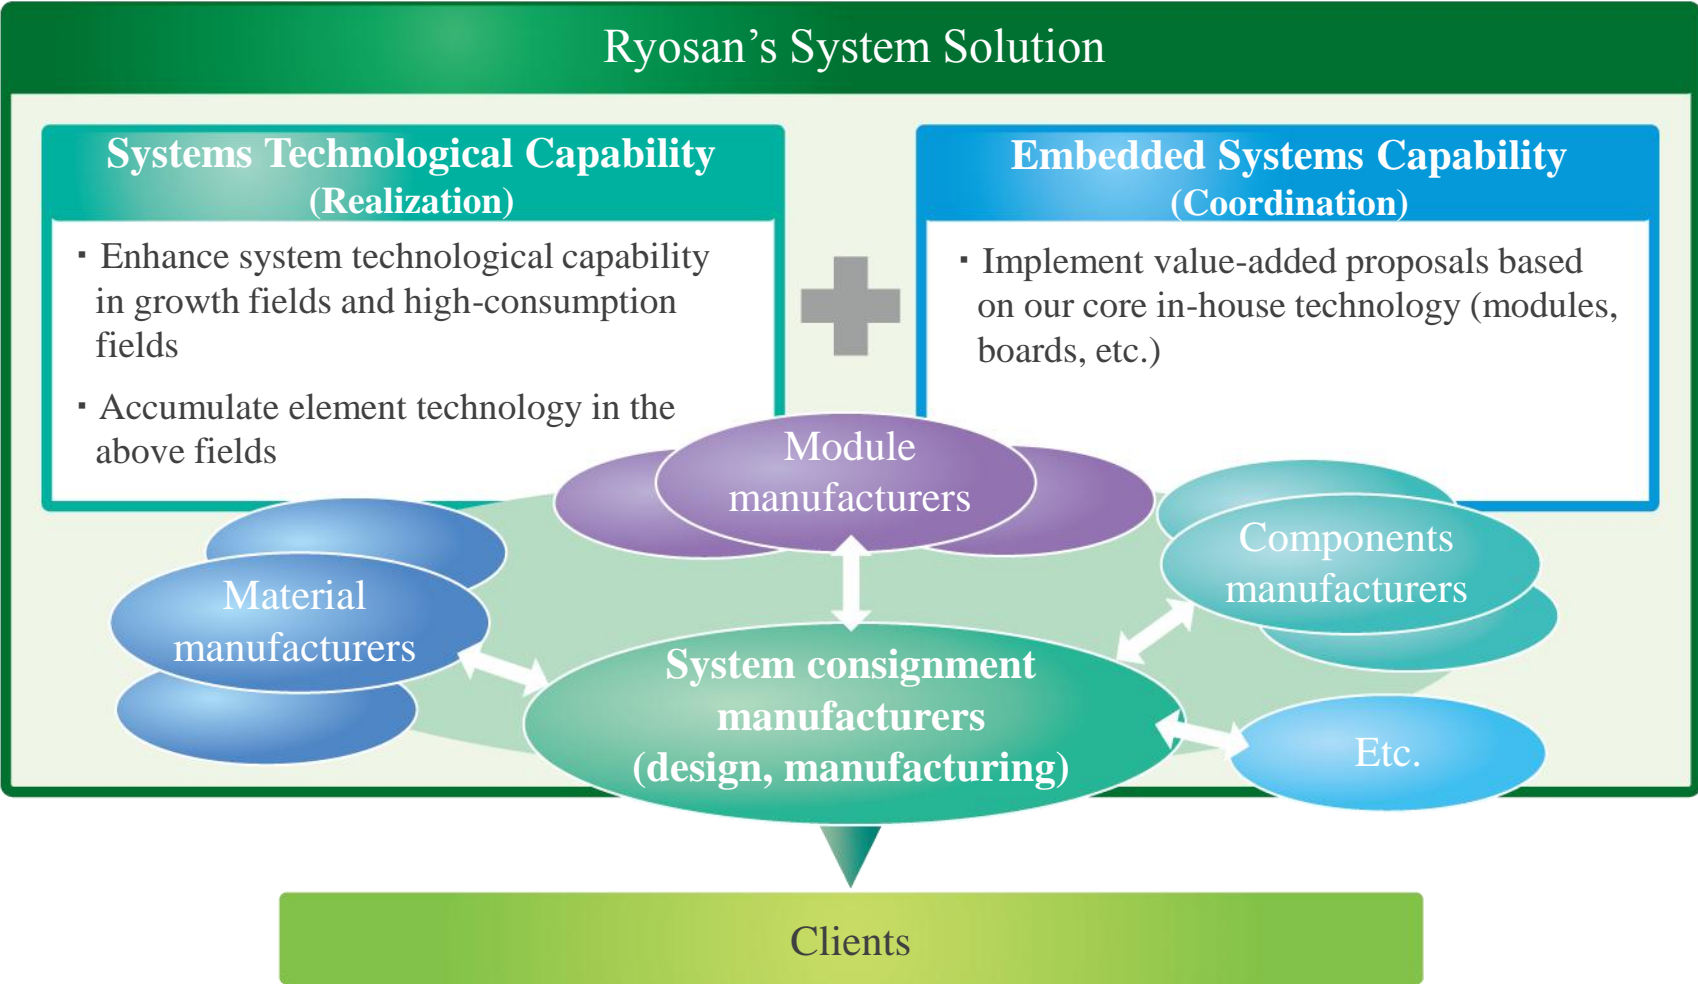 Ryosan’s System Solution
Systems Technological Capability
(Realization)
・Enhance system technological capability
in growth fields and high-consumption
fields
・Accumulate element technology in the
above fields
Embedded Systems Capability
(Coordination)
・Implement value-added proposals based
on our core in-house technology (modules,
boards, etc.)
Module
manufacturers
Components
manufacturers
Material
manufacturers
System consignment
manufacturers
(design, manufacturing)
Etc.
Clients